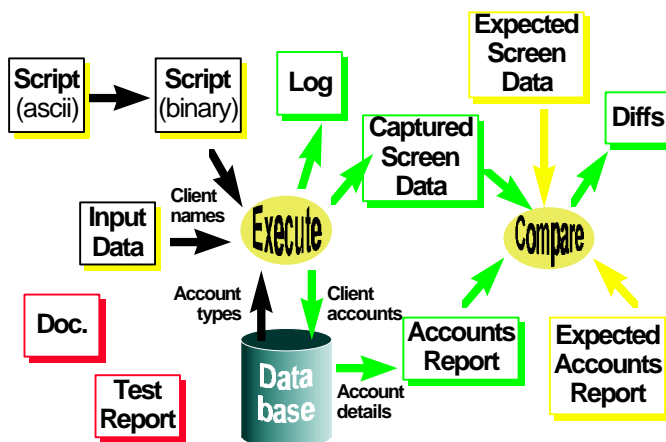 Script
(ascii)
Script
(binary)
Log
Expected
Screen
Data
Captured
Screen
Data
Diffs
Client
names
Input
Data
Execute
Compare
Account
types
Client
accounts
Doc.
Test
Report
Data
base
Account
details
Accounts
Report
Expected
Accounts
Report